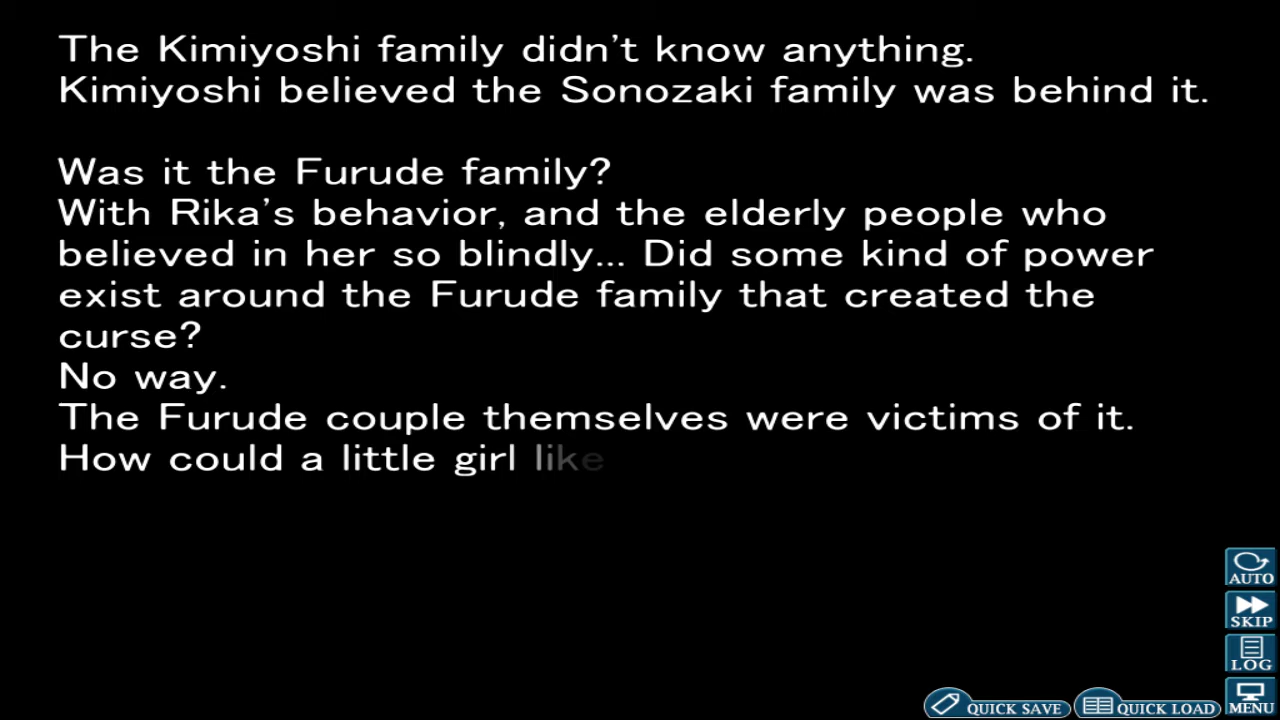 The Kimiyoshi family didn't know anything.
Kimiyoshi believed the Sonozaki family was behind it.
Was it the Furude family?
With Rika's behavior, and the elderly people who
believed in her so blindly... Did some kind of power
exist around the Furude family that created the
curse?
No way.
The Furude couple themselves were victims of it.
How could a little girl like
AUTO
SKIP
LOG
QUICK SAVE QUICK LOAD MENU